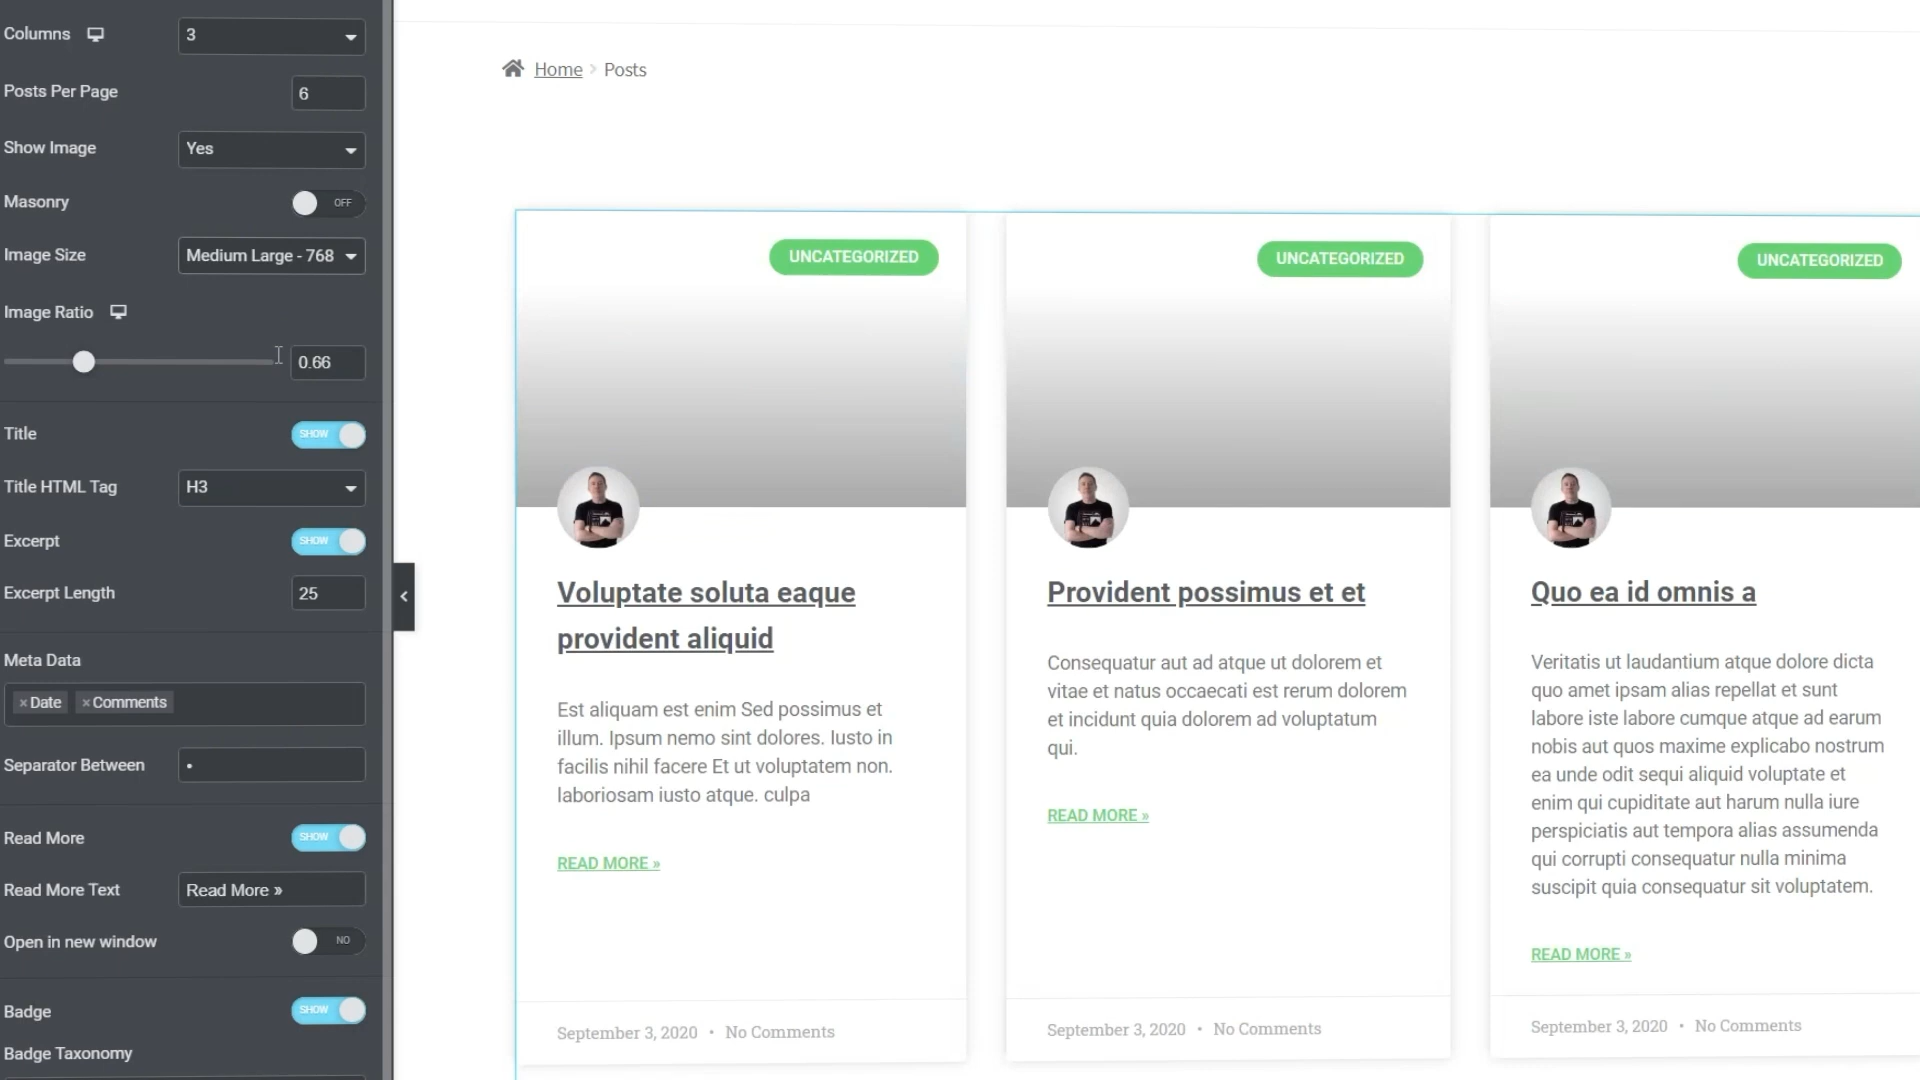 Columns
3
Posts Per Page
6
Show Image
Yes
Masonry
OFF
Image Size
Medium Large - 768
Image Ratio
0.66
Title
SHOW
Title HTML Tag
H3
Excerpt
SHOW
Excerpt Length
25
Meta Data
× Date × Comments
Separator Between
•
Read More
SHOW
Read More Text
Read More »
Open in new window
NO
Badge
SHOW
Badge Taxonomy
Home > Posts
UNCATEGORIZED
Voluptate soluta eaque
provident aliquid
Est aliquam est enim Sed possimus et
illum. Ipsum nemo sint dolores. Iusto in
facilis nihil facere Et ut voluptatem non.
laboriosam iusto atque. culpa
READ MORE »
September 3, 2020 • No Comments
UNCATEGORIZED
Provident possimus et et
Consequatur aut ad atque ut dolorem et
vitae et natus occaecati est rerum dolorem
et incidunt quia dolorem ad voluptatum
qui.
READ MORE »
September 3, 2020 • No Comments
UNCATEGORIZED
Quo ea id omnis a
Veritatis ut laudantium atque dolore dicta
quo amet ipsam alias repellat et sunt
labore iste labore cumque atque ad earum
nobis aut quos maxime explicabo nostrum
ea unde odit sequi aliquid voluptate et
enim qui cupiditate aut harum nulla iure
perspiciatis aut tempora alias assumenda
qui corrupti consequatur nulla minima
suscipit quia consequatur sit voluptatem.
READ MORE »
September 3, 2020 • No Comments